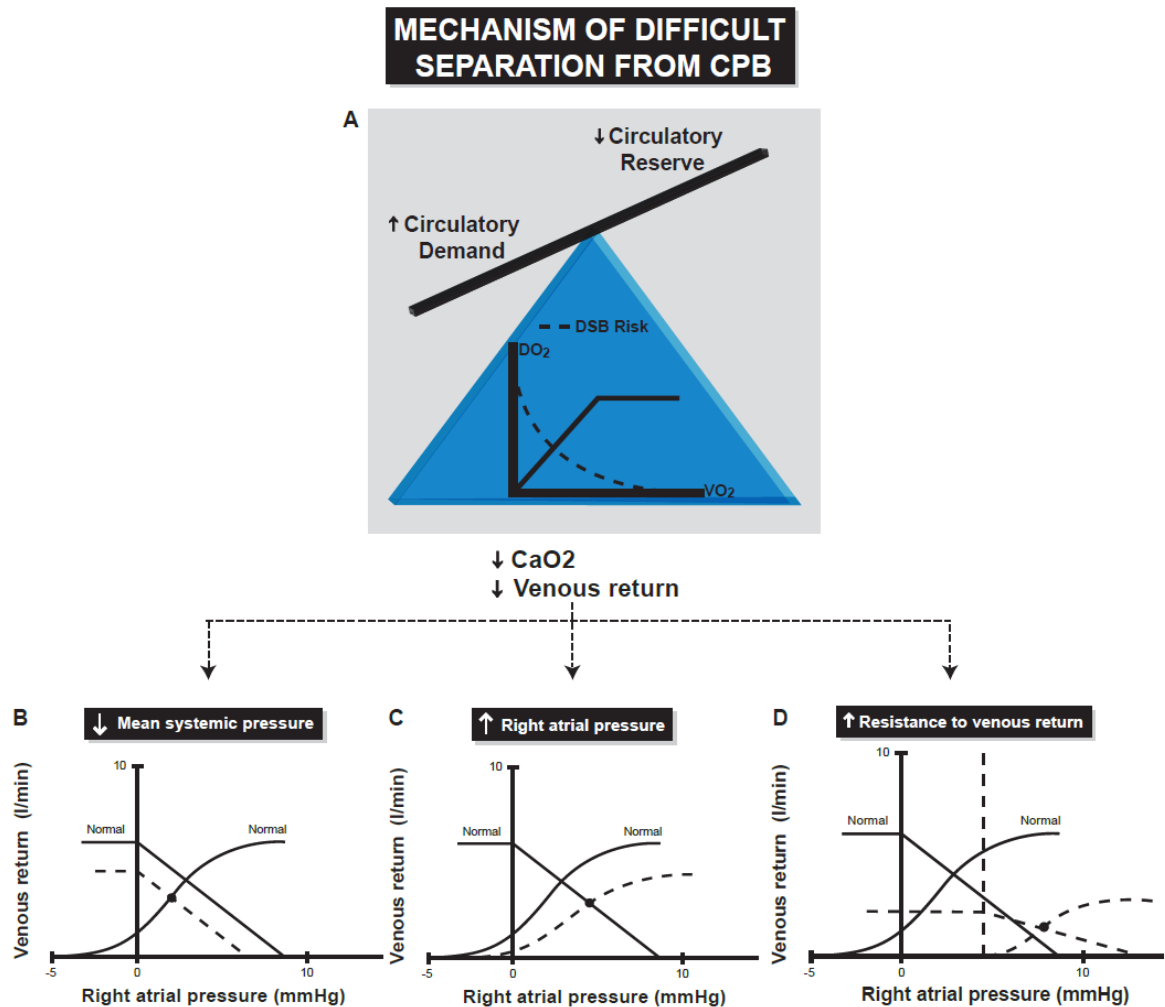 MECHANISM OF DIFFICULT
SEPARATION FROM CPB
A
↓ Circulatory
Reserve
↑ Circulatory
Demand
DSB Risk
DO2
VO2
↓ CaO2
↓ Venous return
B
↓ Mean systemic pressure
Venous return (l/min)
10
Normal
Normal
-5
0
10
Right atrial pressure (mmHg)
C
↑ Right atrial pressure
Venous return (l/min)
10
Normal
Normal
-5
0
10
Right atrial pressure (mmHg)
D
↑ Resistance to venous return
Venous return (l/min)
10
Normal
Normal
-5
0
10
Right atrial pressure (mmHg)